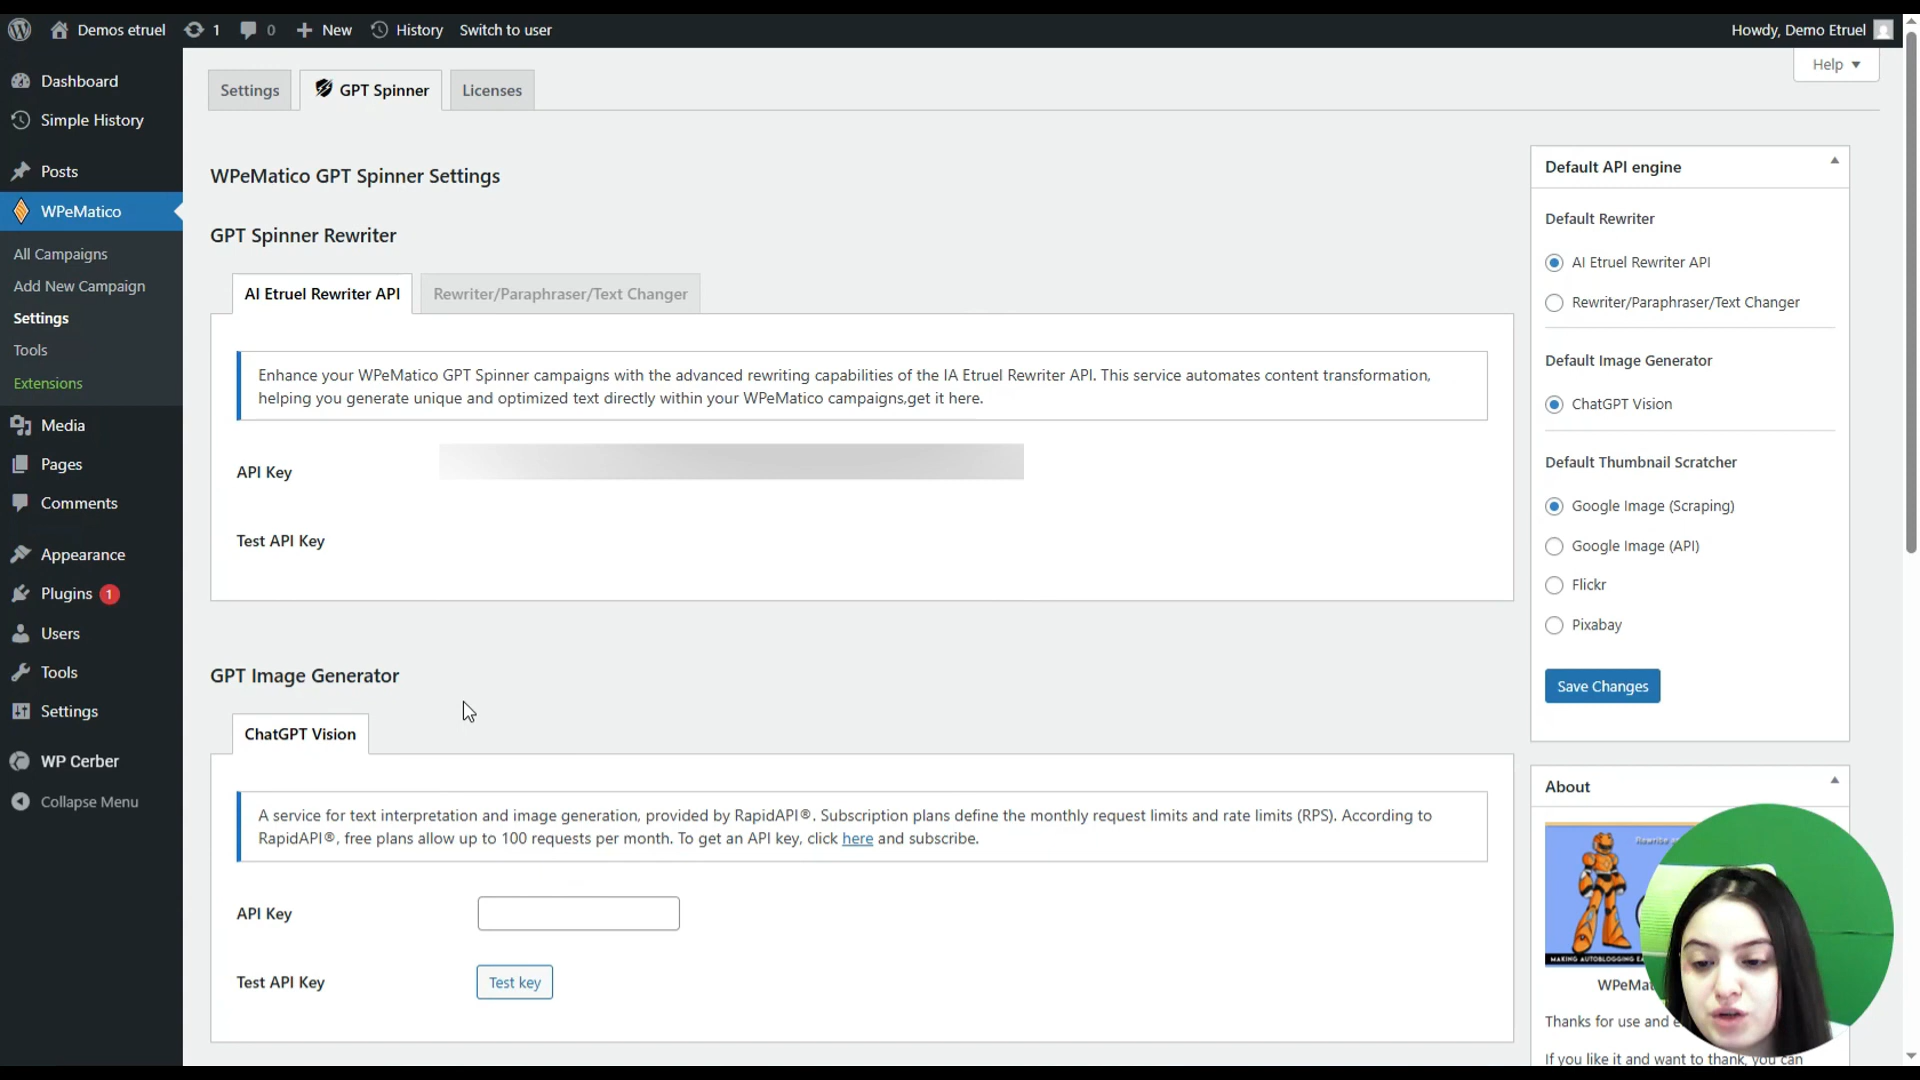 Demos etruel
1
0
New
History
Switch to user
Howdy, Demo Etruel
Help
Dashboard
Simple History
Posts
WPeMatico
All Campaigns
Add New Campaign
Settings
Tools
Extensions
Media
Pages
Comments
Appearance
Plugins 1
Users
Tools
Settings
WP Cerber
Collapse Menu
Settings
GPT Spinner
Licenses
WPeMatico GPT Spinner Settings
GPT Spinner Rewriter
AI Etruel Rewriter API
Rewriter/Paraphraser/Text Changer
Enhance your WPeMatico GPT Spinner campaigns with the advanced rewriting capabilities of the IA Etruel Rewriter API. This service automates content transformation,
helping you generate unique and optimized text directly within your WPeMatico campaigns,get it here.
API Key
Test API Key
GPT Image Generator
ChatGPT Vision
A service for text interpretation and image generation, provided by RapidAPI®. Subscription plans define the monthly request limits and rate limits (RPS). According to
RapidAPI®, free plans allow up to 100 requests per month. To get an API key, click here and subscribe.
API Key
Test API Key
Test key
Default API engine
Default Rewriter
AI Etruel Rewriter API
Rewriter/Paraphraser/Text Changer
Default Image Generator
ChatGPT Vision
Default Thumbnail Scratcher
Google Image (Scraping)
Google Image (API)
Flickr
Pixabay
Save Changes
About
MAKING AUTOBLOGGING
Thanks for use and
If you like it and want to thank, you can